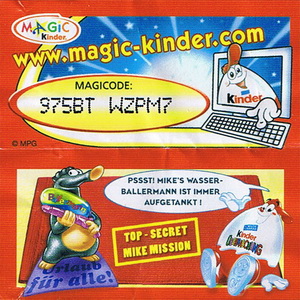 MAGIC
Kinder
www.magic-kinder.com
MAGICODE:
975BT WZPM7
Kinder
© MPG
PSSST! MIKE'S WASSER-
BALLERMANN IST IMMER
AUFGETANKT !
TOP - SECRET
MIKE MISSION
Kinder
Urlaub
für alle!